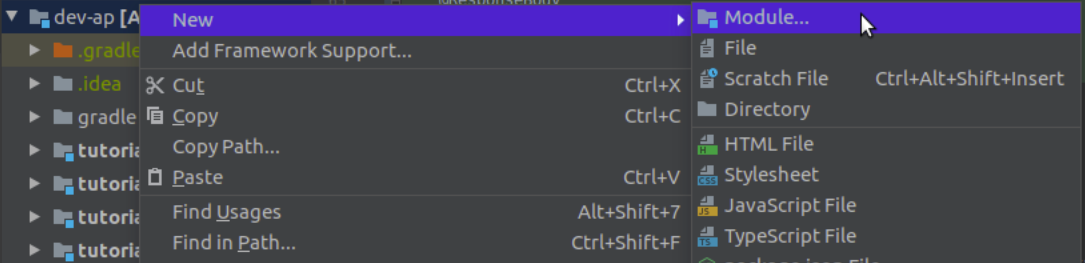 dev-ap [A
New
Module...
.gradle
Add Framework Support...
File
.idea
Cut Ctrl+X
Scratch File Ctrl+Alt+Shift+Insert
gradle
Copy Ctrl+C
Directory
tutoria
Copy Path...
HTML File
tutoria
Paste Ctrl+V
Stylesheet
tutoria
Find Usages Alt+Shift+7
JavaScript File
tutoria
Find in Path... Ctrl+Shift+F
TypeScript File